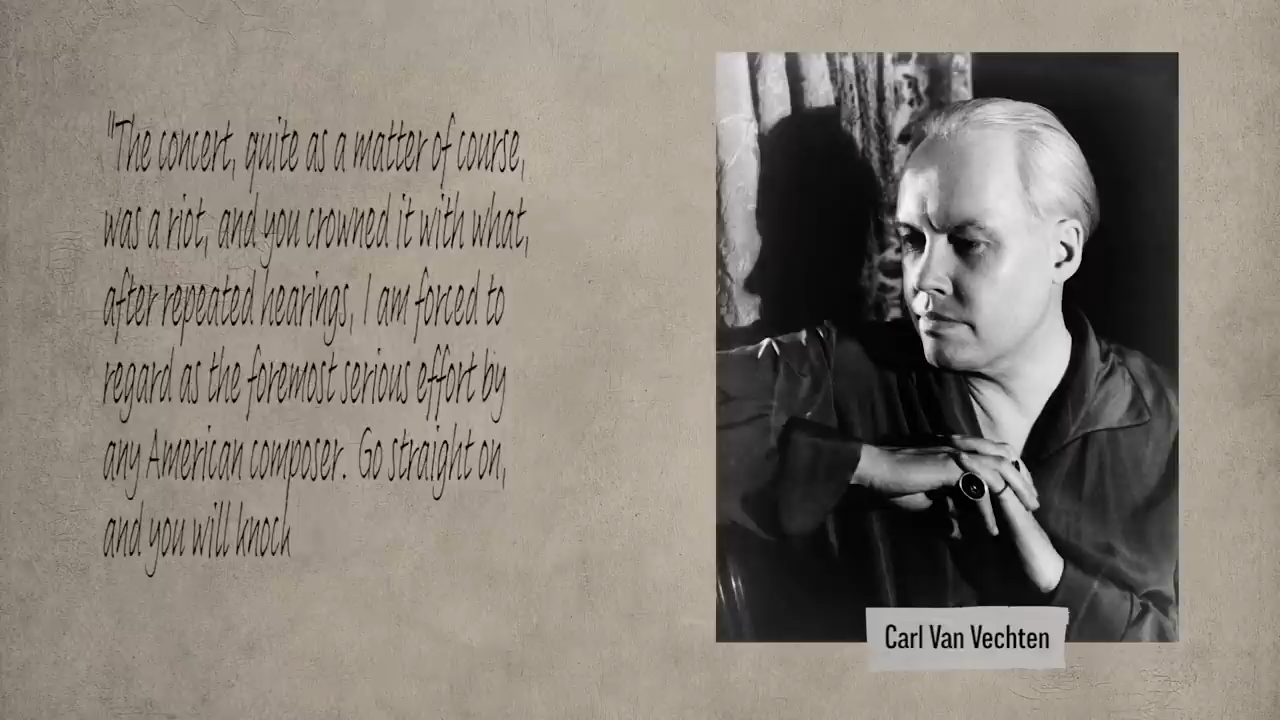 "The concert, quite as a matter of course,
was a riot, and you crowned it with what,
after repeated hearings, I am forced to
regard as the foremost serious effort by
any American composer. Go straight on,
and you will knock
Carl Van Vechten